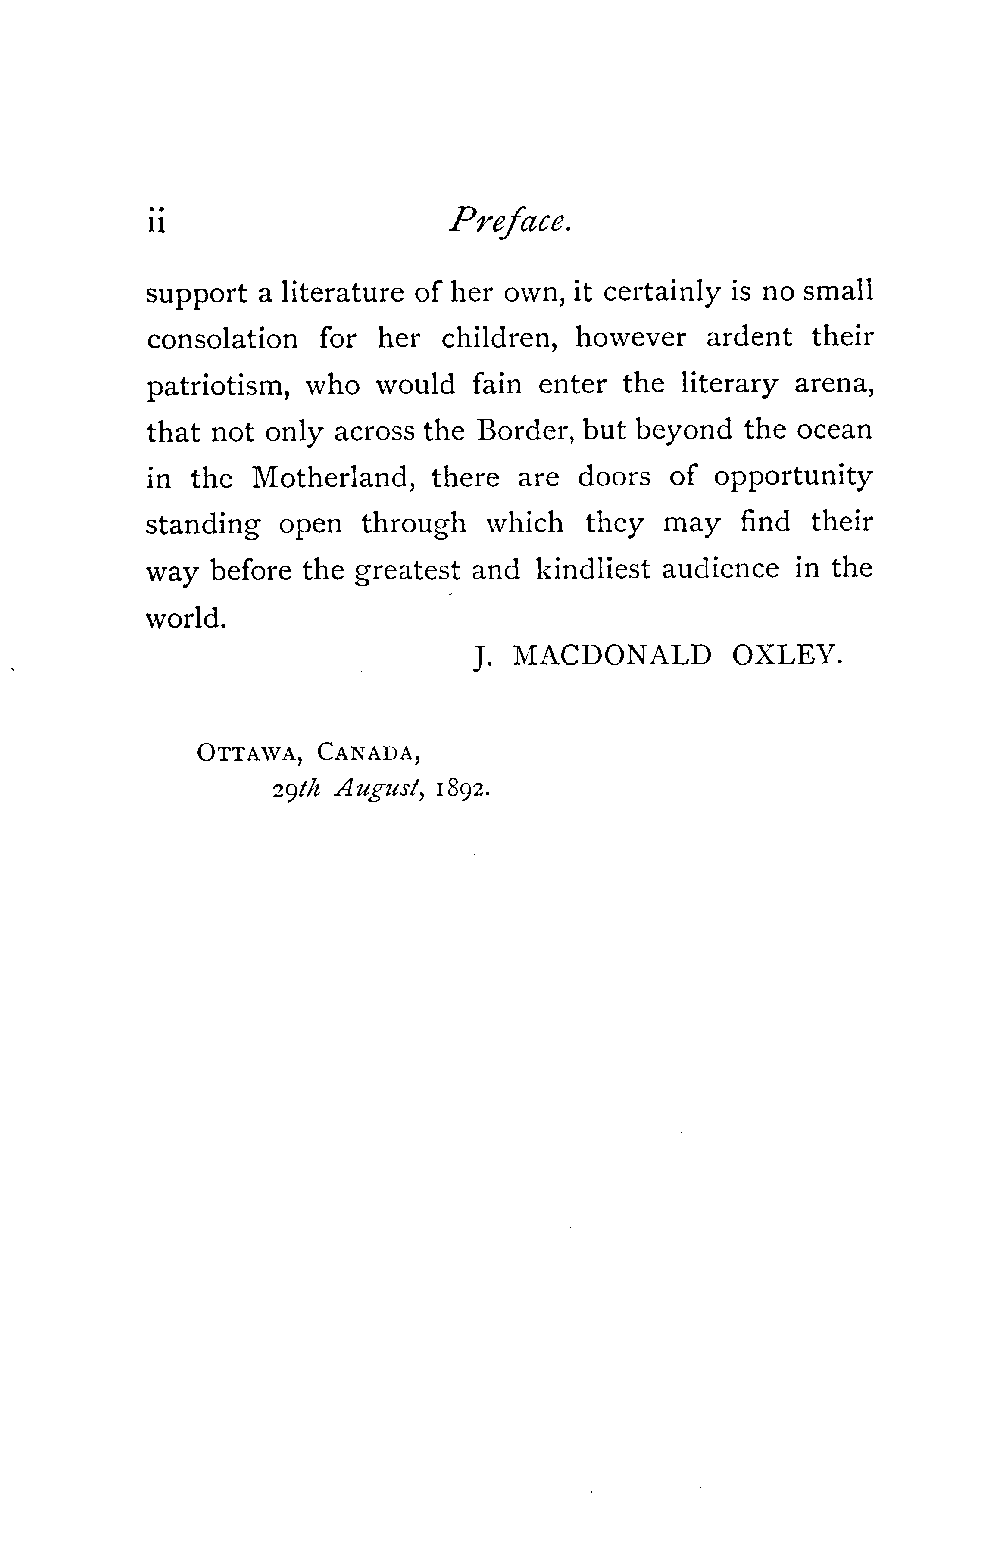 ii Preface.
support a literature of her own, it certainly is no small
consolation for her children, however ardent their
patriotism, who would fain enter the literary arena,
that not only across the Border, but beyond the ocean
in the Motherland, there are doors of opportunity
standing open through which they may find their
way before the greatest and kindliest audience in the
world.
J. MACDONALD OXLEY.
OTTAWA, CANADA,
29th August, 1892.